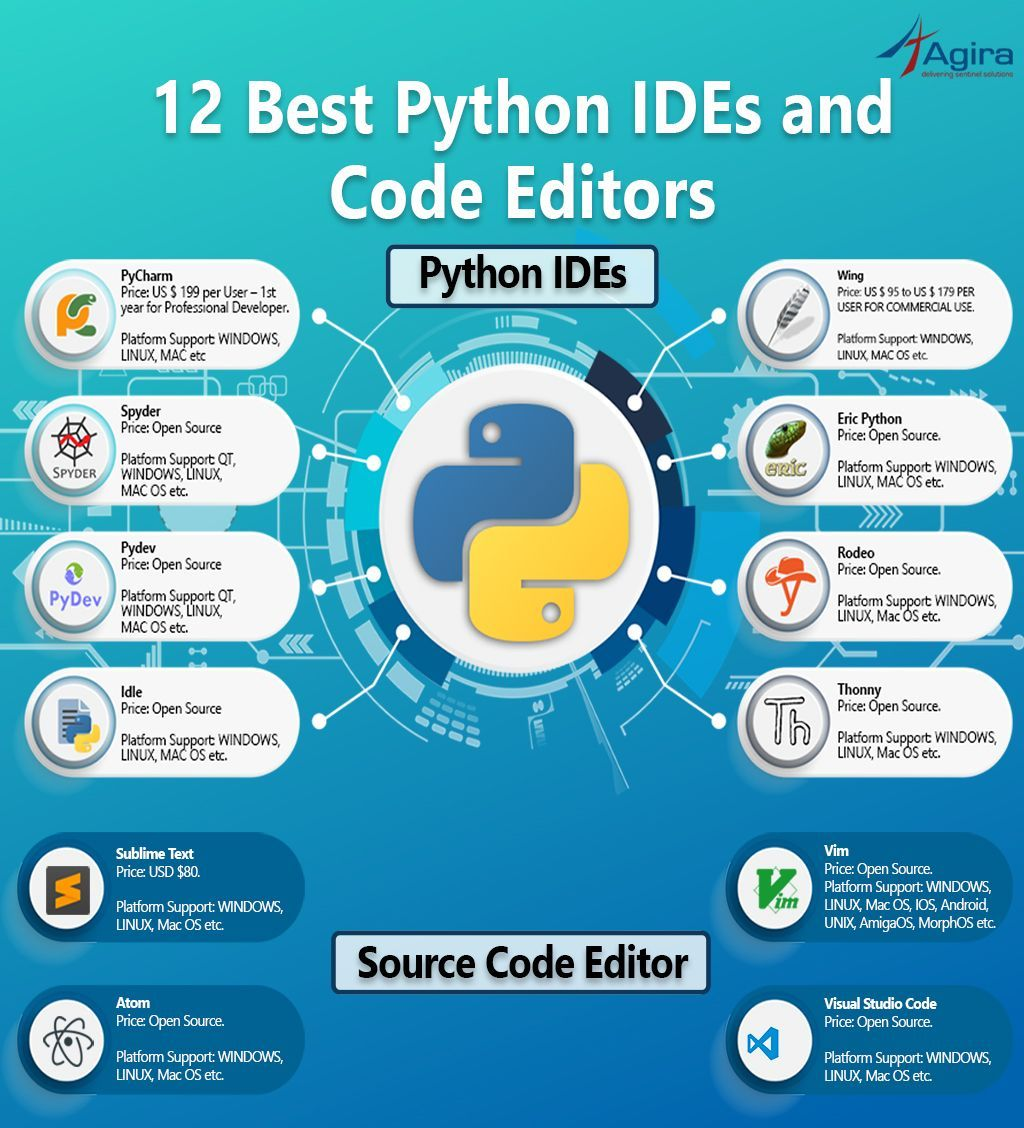 Agira
delivering sentinel solutions
12 Best Python IDEs and
Code Editors
Python IDEs
PyCharm
Price: US $ 199 per User – 1st
year for Professional Developer.
Platform Support: WINDOWS,
LINUX, MAC etc
SPYDER
Spyder
Price: Open Source
Platform Support: QT,
WINDOWS, LINUX,
MAC OS etc.
PyDev
Pydev
Price: Open Source
Platform Support: QT,
WINDOWS, LINUX,
MAC OS etc.
Idle
Price: Open Source
Platform Support: WINDOWS,
LINUX, MAC OS etc.
Wing
Price: US $ 95 to US $ 179 PER
USER FOR COMMERCIAL USE.
Platform Support: WINDOWS,
LINUX, MAC OS etc.
eric
Eric Python
Price: Open Source.
Platform Support: WINDOWS,
LINUX, MAC OS etc.
y
Rodeo
Price: Open Source.
Platform Support: WINDOWS,
LINUX, Mac OS etc.
Th
Thonny
Price: Open Source.
Platform Support: WINDOWS,
LINUX, MAC OS etc.
Sublime Text
Price: USD $80.
Platform Support: WINDOWS,
LINUX, Mac OS etc.
Vim
Vim
Price: Open Source.
Platform Support: WINDOWS,
LINUX, Mac OS, IOS, Android,
UNIX, AmigaOS, MorphOS etc.
Source Code Editor
Atom
Price: Open Source.
Platform Support: WINDOWS,
LINUX, Mac OS etc.
Visual Studio Code
Price: Open Source.
Platform Support: WINDOWS,
LINUX, Mac OS etc.